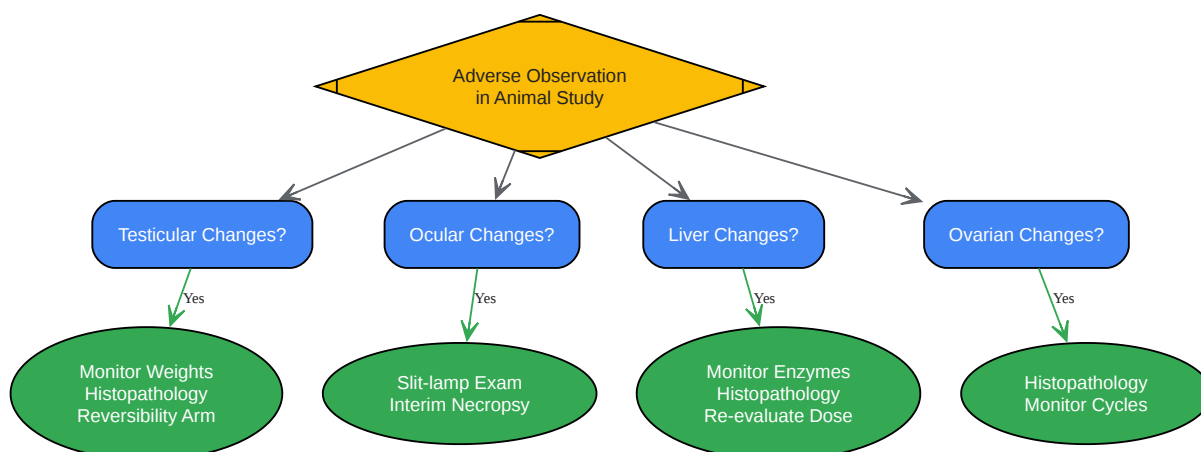 Adverse Observation
in Animal Study
Testicular Changes?
Ocular Changes?
Liver Changes?
Ovarian Changes?
Yes
Yes
Yes
Yes
Monitor Weights
Histopathology
Reversibility Arm
Slit-lamp Exam
Interim Necropsy
Monitor Enzymes
Histopathology
Re-evaluate Dose
Histopathology
Monitor Cycles